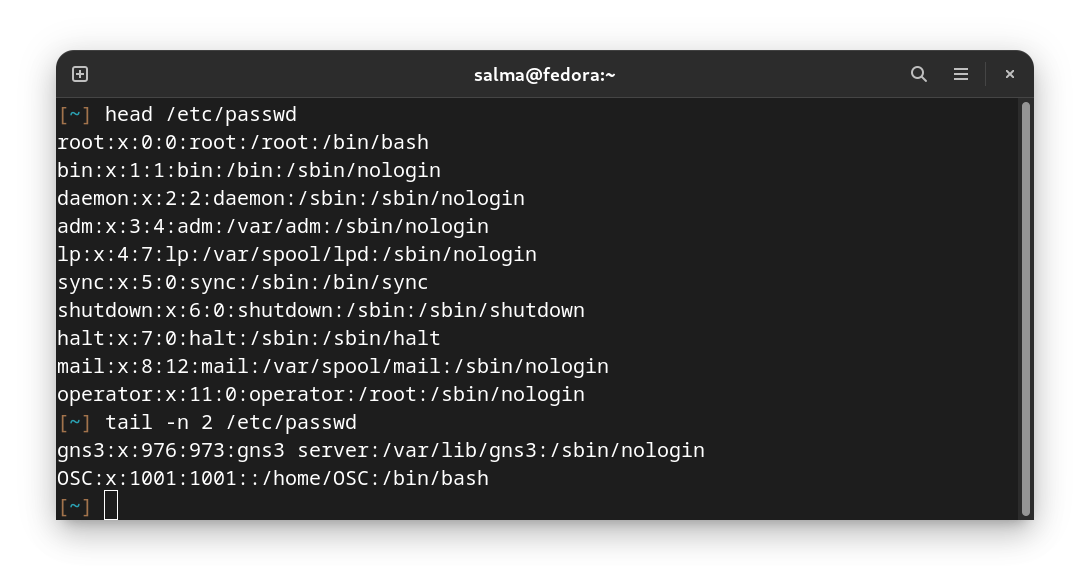 salma@fedora:~
[~] head /etc/passwd
root:x:0:0:root:/root:/bin/bash
bin:x:1:1:bin:/bin:/sbin/nologin
daemon:x:2:2:daemon:/sbin:/sbin/nologin
adm:x:3:4:adm:/var/adm:/sbin/nologin
lp:x:4:7:lp:/var/spool/lpd:/sbin/nologin
sync:x:5:0:sync:/sbin:/bin/sync
shutdown:x:6:0:shutdown:/sbin:/sbin/shutdown
halt:x:7:0:halt:/sbin:/sbin/halt
mail:x:8:12:mail:/var/spool/mail:/sbin/nologin
operator:x:11:0:operator:/root:/sbin/nologin
[~] tail -n 2 /etc/passwd
gns3:x:976:973:gns3 server:/var/lib/gns3:/sbin/nologin
OSC:x:1001:1001::/home/OSC:/bin/bash
[~]